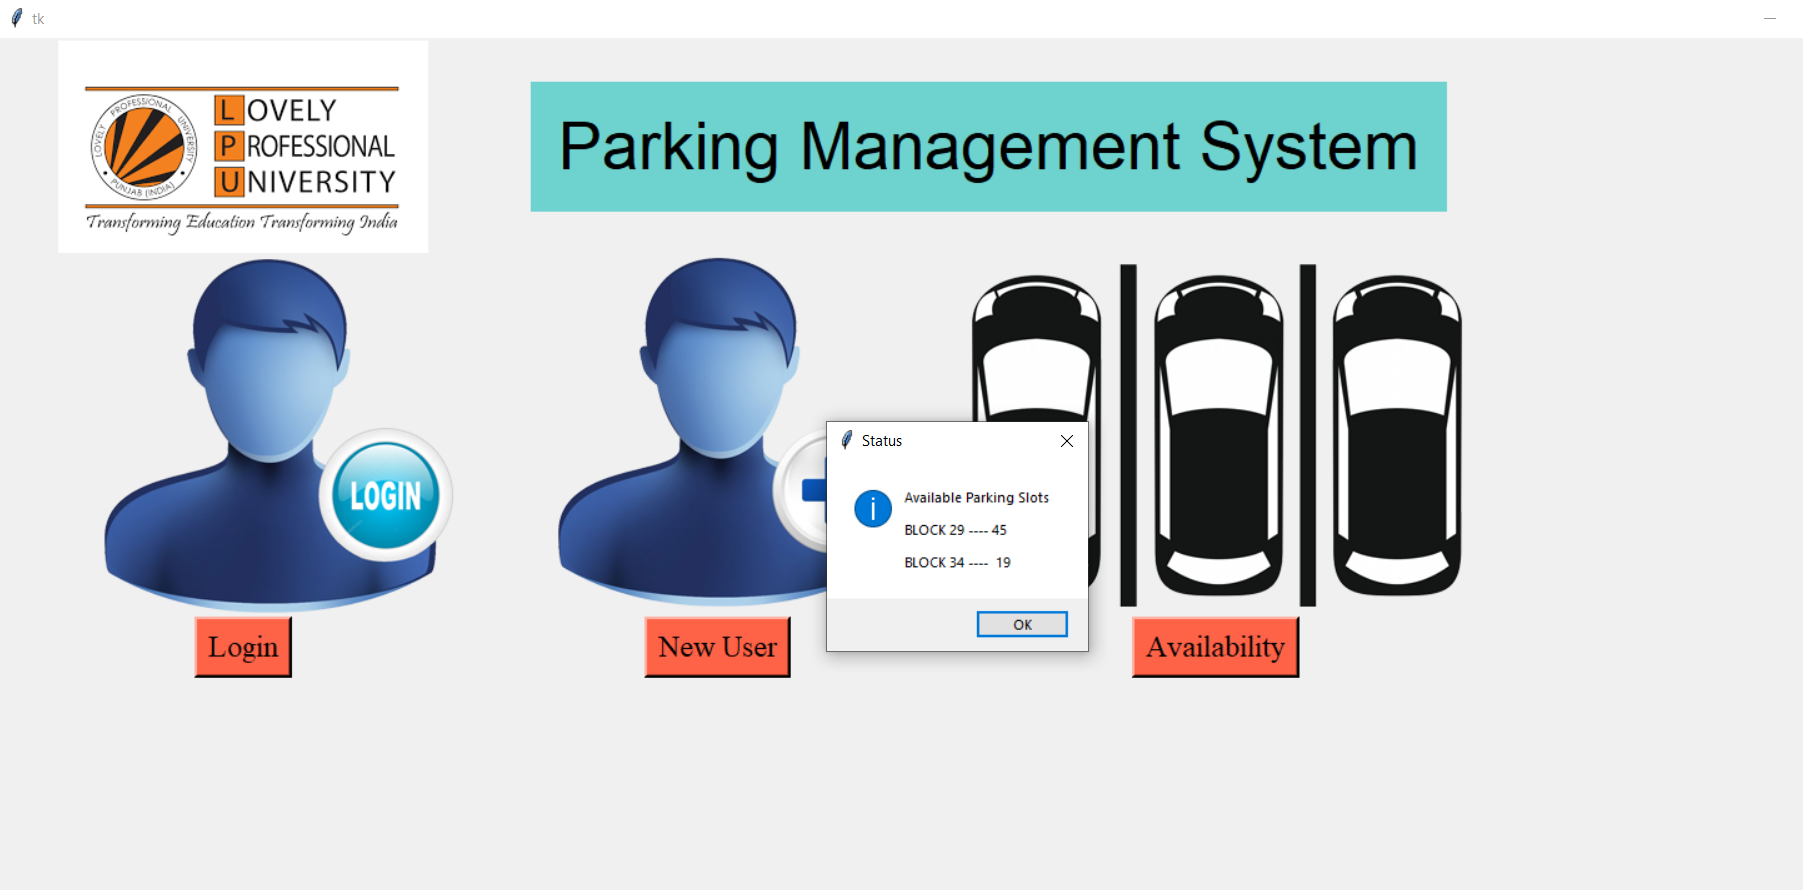 tk
LOVELY
PROFESSIONAL
UNIVERSITY
LOVELY PROFESSIONAL UNIVERSITY
PUNJAB (INDIA)
Transforming Education Transforming India
Parking Management System
LOGIN
Status
Available Parking Slots
BLOCK 29 ---- 45
BLOCK 34 ----  19
OK
Login
New User
Availability